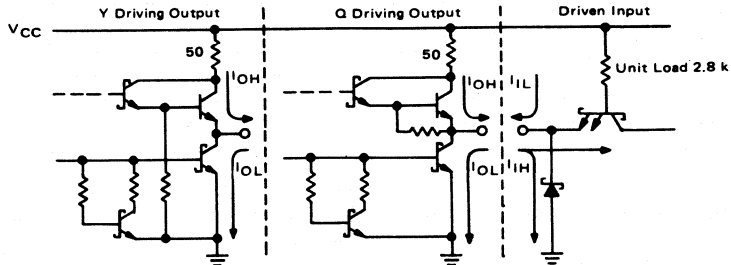 Y Driving Output
Q Driving Output
Driven Input
VCC
50
50
Unit Load 2.8 k
IOH
IOH
IIL
IOL
IOL
IIH